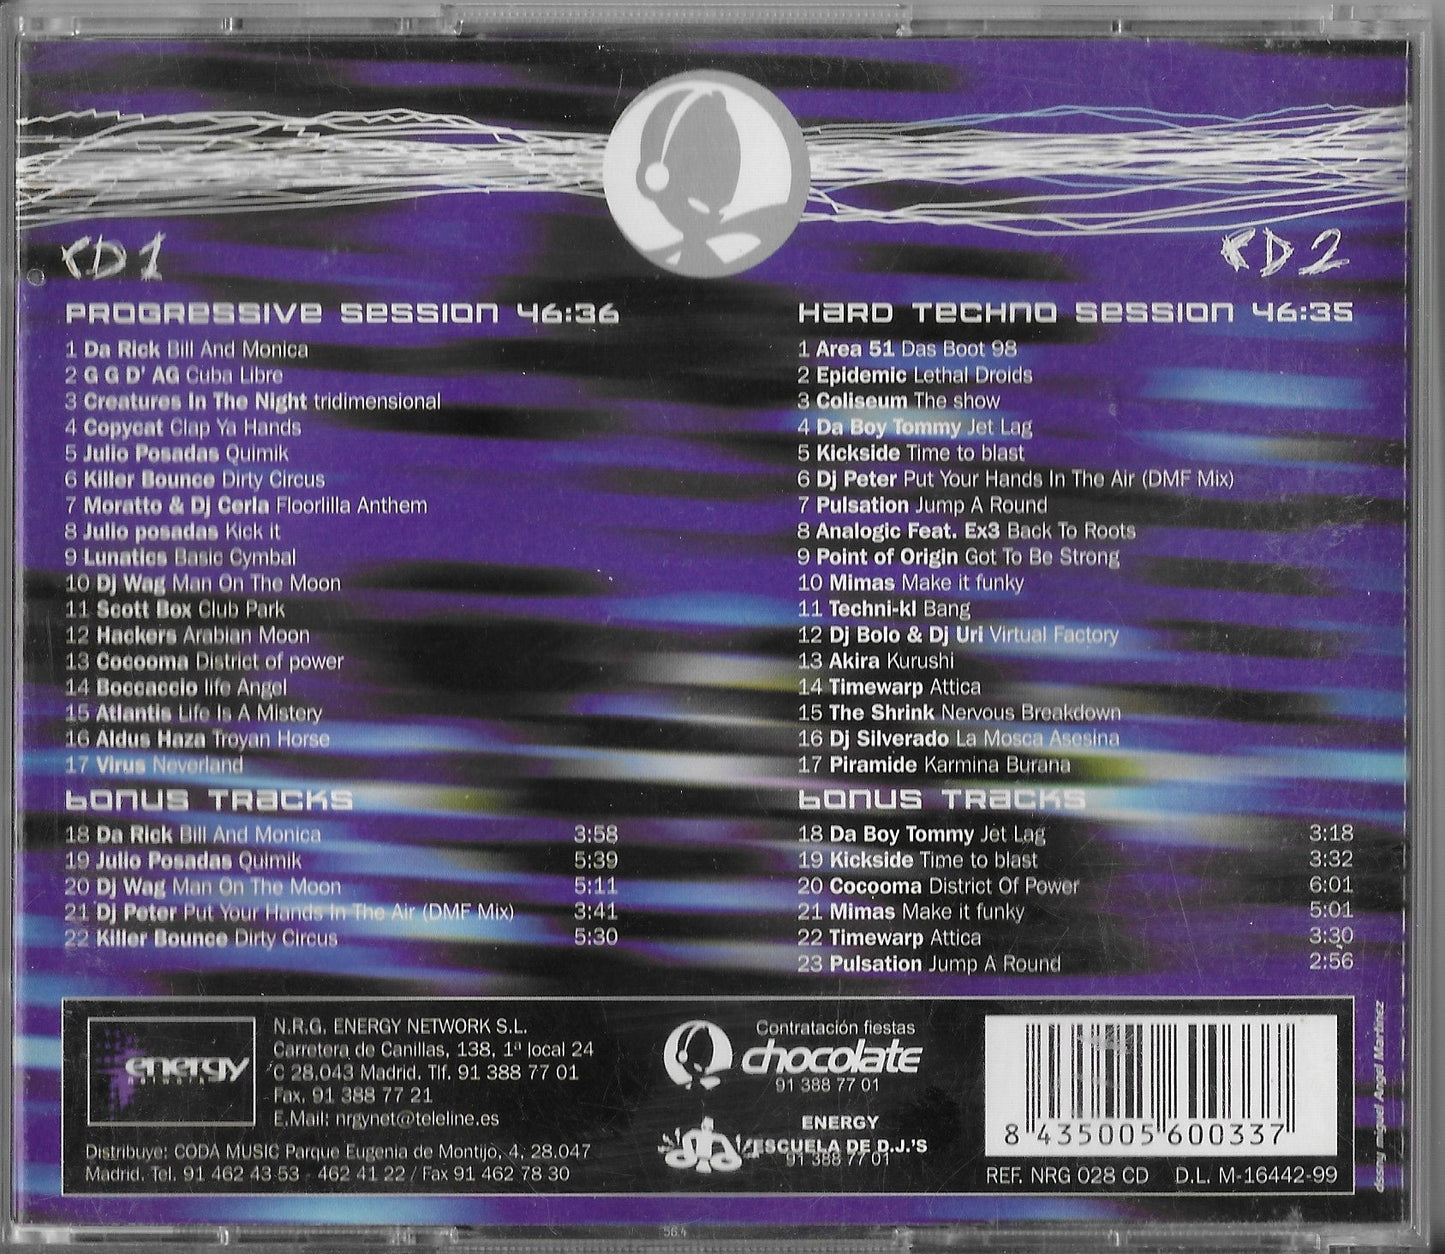 CD 1
PROGRESSIVE SESSION 46:36
1 Da Rick Bill And Monica
2 G G D' AG Cuba Libre
3 Creatures In The Night tridimensional
4 Copycat Clap Ya Hands
5 Julio Posadas Quimik
6 Killer Bounce Dirty Circus
7 Moratto & Dj Cerla Floorlilla Anthem
8 Julio posadas Kick it
9 Lunatics Basic Cymbal
10 Dj Wag Man On The Moon
11 Scott Box Club Park
12 Hackers Arabian Moon
13 Cocooma District of power
14 Boccaccio life Angel
15 Atlantis Life Is A Mistery
16 Aldus Haza Troyan Horse
17 Virus Neverland
BONUS TRACKS
18 Da Rick Bill And Monica 3:58
19 Julio Posadas Quimik 5:39
20 Dj Wag Man On The Moon 5:11
21 Dj Peter Put Your Hands In The Air (DMF Mix) 3:41
22 Killer Bounce Dirty Circus 5:30
CD 2
HARD TECHNO SESSION 46:35
1 Area 51 Das Boot 98
2 Epidemic Lethal Droids
3 Coliseum The show
4 Da Boy Tommy Jet Lag
5 Kickside Time to blast
6 Dj Peter Put Your Hands In The Air (DMF Mix)
7 Pulsation Jump A Round
8 Analogic Feat. Ex3 Back To Roots
9 Point of Origin Got To Be Strong
10 Mimas Make it funky
11 Techni-kl Bang
12 Dj Bolo & Dj Uri Virtual Factory
13 Akira Kurushi
14 Timewarp Attica
15 The Shrink Nervous Breakdown
16 Dj Silverado La Mosca Asesina
17 Piramide Karmina Burana
BONUS TRACKS
18 Da Boy Tommy Jet Lag 3:18
19 Kickside Time to blast 3:32
20 Cocooma District Of Power 6:01
21 Mimas Make it funky 5:01
22 Timewarp Attica 3:30
23 Pulsation Jump A Round 2:56
energy
network
N.R.G. ENERGY NETWORK S.L.
Carretera de Canillas, 138, 1ª local 24
C 28.043 Madrid. Tlf. 91 388 77 01
Fax. 91 388 77 21
E.Mail: nrgynet@teleline.es
Distribuye: CODA MUSIC Parque Eugenia de Montijo, 4, 28.047
Madrid. Tel. 91 462 43 53 - 462 41 22 / Fax 91 462 78 30
Contratación fiestas
chocolate
91 388 77 01
ENERGY
ESCUELA DE D.J.'S
91 388 77 01
8 435005 600337
REF. NRG 028 CD D.L. M-16442-99
dssny miguel Angel Martinez
56.4